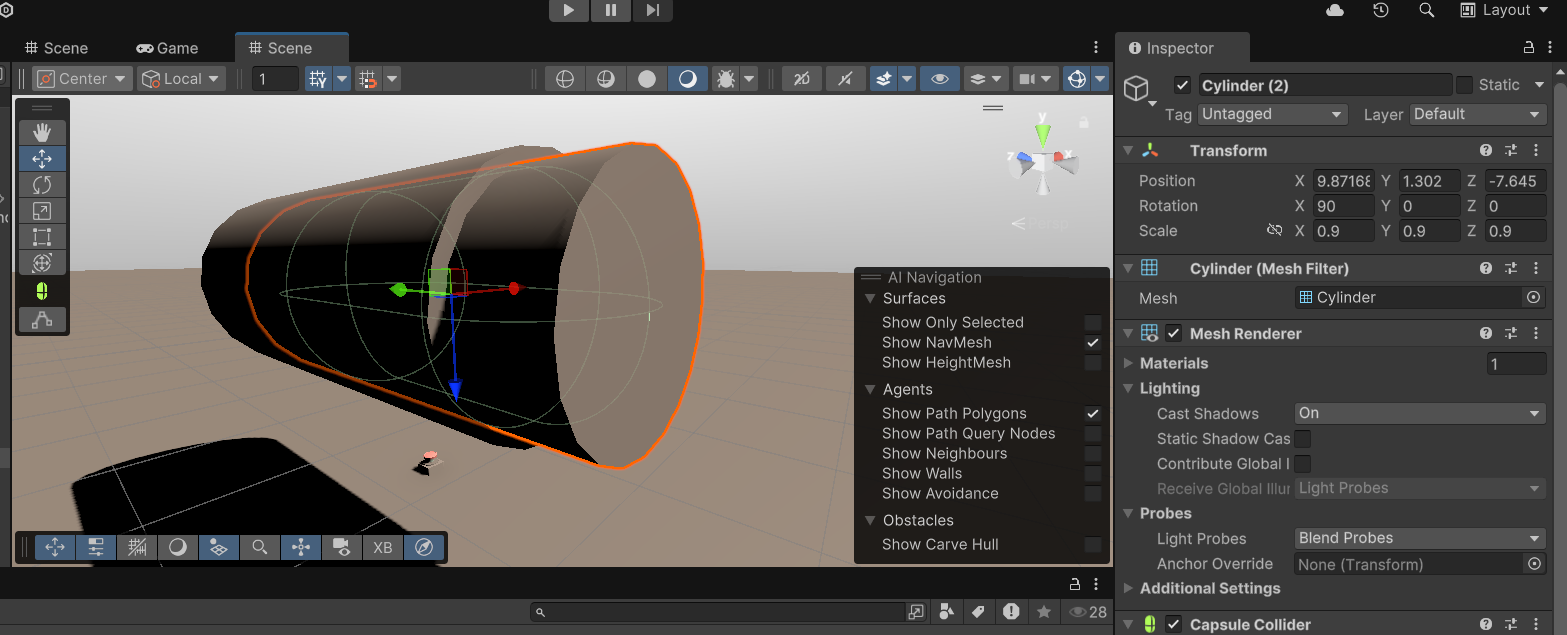 Layout
Scene
Game
Scene
Inspector
Center
Local
1
Cylinder (2)
Static
Tag
Untagged
Layer
Default
Transform
Position X 9.87168 Y 1.302 Z -7.645
Rotation X 90 Y 0 Z 0
Scale X 0.9 Y 0.9 Z 0.9
Cylinder (Mesh Filter)
Mesh
Cylinder
Mesh Renderer
Materials
1
Lighting
Cast Shadows
On
Static Shadow Cas
Contribute Global I
Receive Global Illur
Light Probes
Probes
Light Probes
Blend Probes
Anchor Override
None (Transform)
Additional Settings
Capsule Collider
y
z
x
AI Navigation
Surfaces
Show Only Selected
Show NavMesh
Show HeightMesh
Agents
Show Path Polygons
Show Path Query Nodes
Show Neighbours
Show Walls
Show Avoidance
Obstacles
Show Carve Hull
XB
28